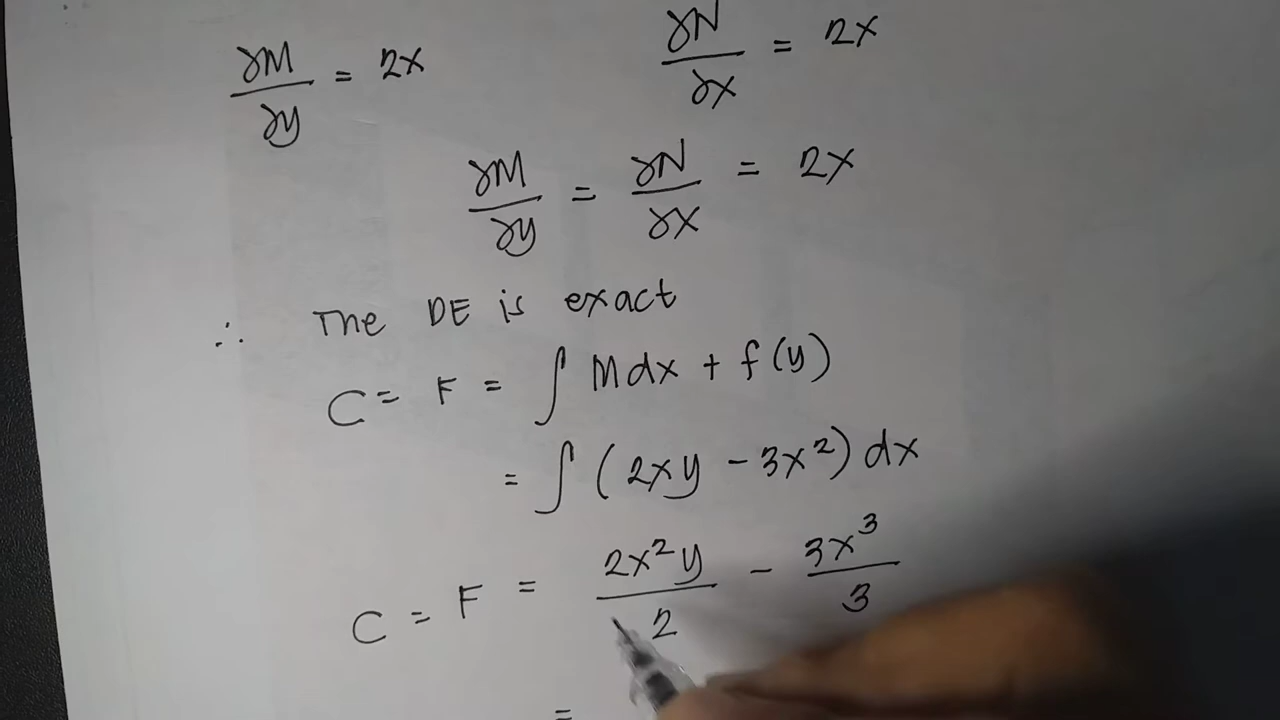 ∂M/∂y = 2x    ∂N/∂x = 2x
∂M/∂y = ∂N/∂x = 2x
∴ The DE is exact
C = F = ∫ M dx + f(y)
= ∫ (2xy - 3x²) dx
C = F = 2x²y/2 - 3x³/3
=